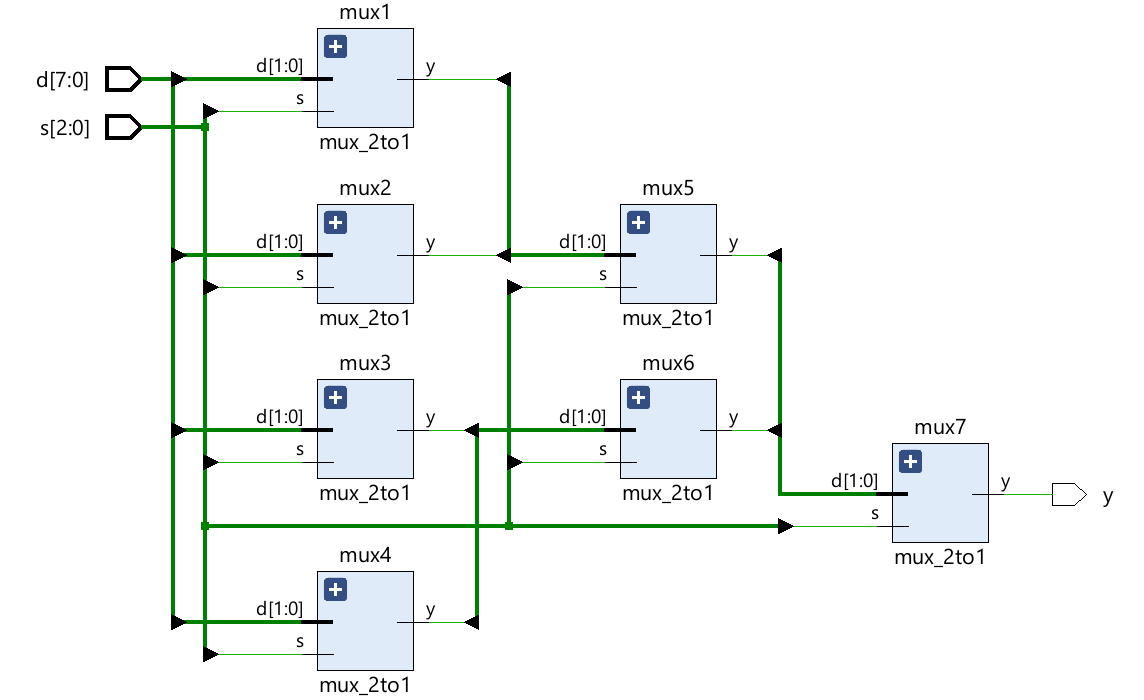 mux1
d[7:0]
d[1:0]
y
s
s[2:0]
mux_2to1
mux2
d[1:0]
y
s
mux_2to1
mux5
d[1:0]
y
s
mux_2to1
mux3
d[1:0]
y
s
mux_2to1
mux6
d[1:0]
y
s
mux_2to1
mux7
d[1:0]
y
s
y
mux_2to1
mux4
d[1:0]
y
s
mux_2to1